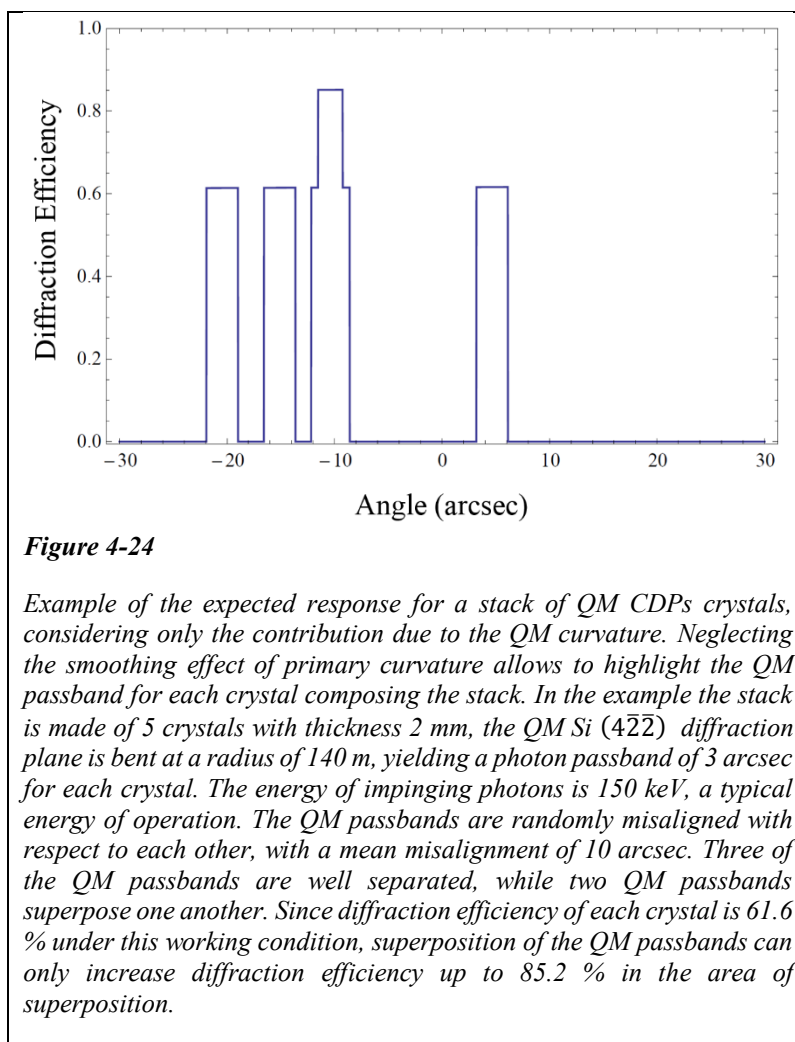 1.0
0.8
0.6
0.4
0.2
0.0
Diffraction Efficiency
−30 −20 −10 0 10 20 30
Angle (arcsec)
Figure 4-24
Example of the expected response for a stack of QM CDPs crystals,
considering only the contribution due to the QM curvature. Neglecting
the smoothing effect of primary curvature allows to highlight the QM
passband for each crystal composing the stack. In the example the stack
is made of 5 crystals with thickness 2 mm, the QM Si (42̅2̅) diffraction
plane is bent at a radius of 140 m, yielding a photon passband of 3 arcsec
for each crystal. The energy of impinging photons is 150 keV, a typical
energy of operation. The QM passbands are randomly misaligned with
respect to each other, with a mean misalignment of 10 arcsec. Three of
the QM passbands are well separated, while two QM passbands
superpose one another. Since diffraction efficiency of each crystal is 61.6
% under this working condition, superposition of the QM passbands can
only increase diffraction efficiency up to 85.2 % in the area of
superposition.